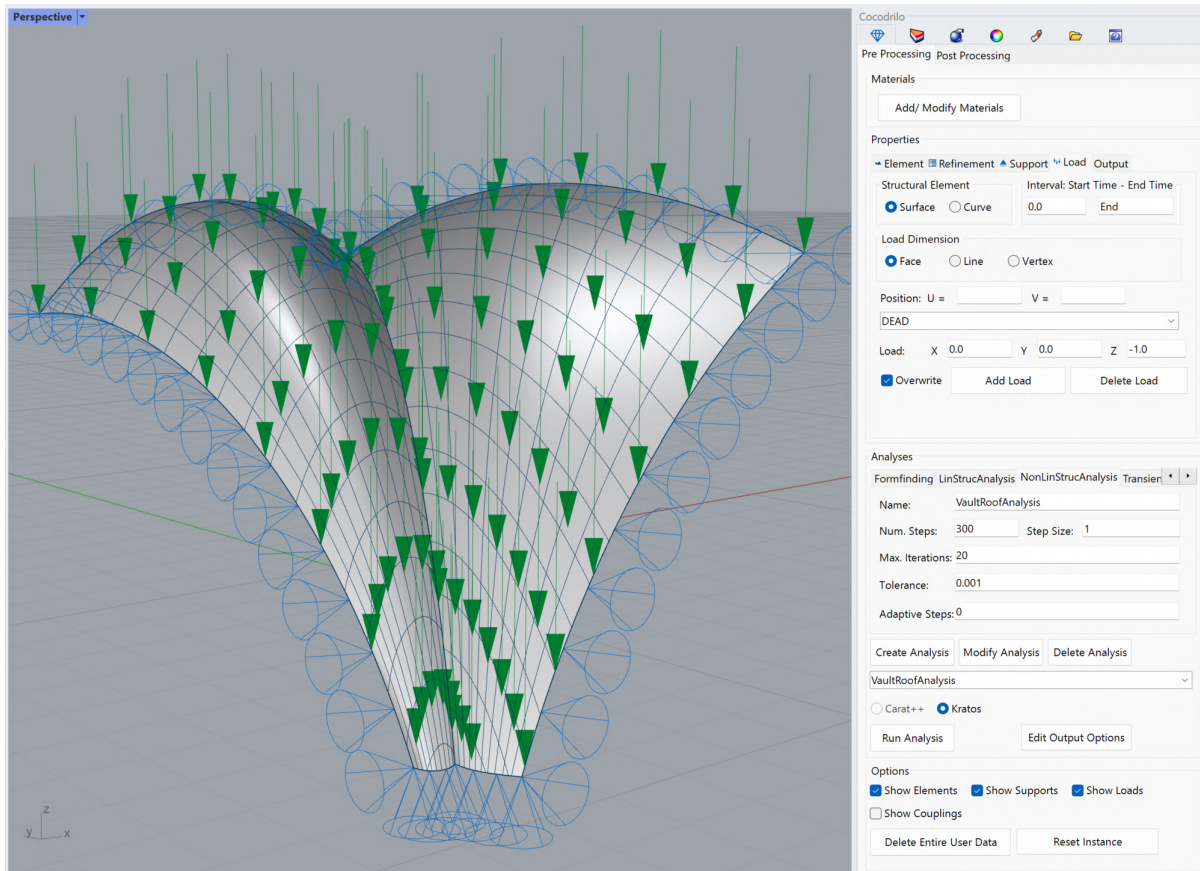 Perspective
z
y
x
Cocodrilo
Pre Processing Post Processing
Materials
Add/ Modify Materials
Properties
Element Refinement Support Load Output
Structural Element
Surface Curve
Interval: Start Time - End Time
0.0 End
Load Dimension
Face Line Vertex
Position: U = V =
DEAD
Load: X 0.0 Y 0.0 Z -1.0
Overwrite Add Load Delete Load
Analyses
Formfinding LinStrucAnalysis NonLinStrucAnalysis Transien
Name: VaultRoofAnalysis
Num. Steps: 300 Step Size: 1
Max. Iterations: 20
Tolerance: 0.001
Adaptive Steps: 0
Create Analysis Modify Analysis Delete Analysis
VaultRoofAnalysis
Carat++ Kratos
Run Analysis Edit Output Options
Options
Show Elements Show Supports Show Loads
Show Couplings
Delete Entire User Data Reset Instance